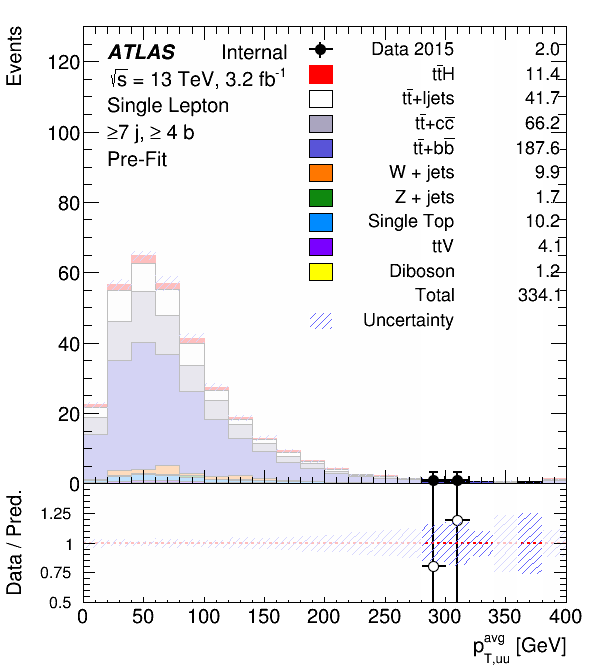 Events
120
100
80
60
40
20
0
ATLAS Internal
√s = 13 TeV, 3.2 fb⁻¹
Single Lepton
≥7 j, ≥ 4 b
Pre-Fit
Data 2015 2.0
tt̄H 11.4
tt̄+ljets 41.7
tt̄+cc̄ 66.2
tt̄+bb̄ 187.6
W + jets 9.9
Z + jets 1.7
Single Top 10.2
ttV 4.1
Diboson 1.2
Total 334.1
Uncertainty
Data / Pred.
1.25
1
0.75
0.5
0 50 100 150 200 250 300 350 400
p_{T,uu}^{avg} [GeV]